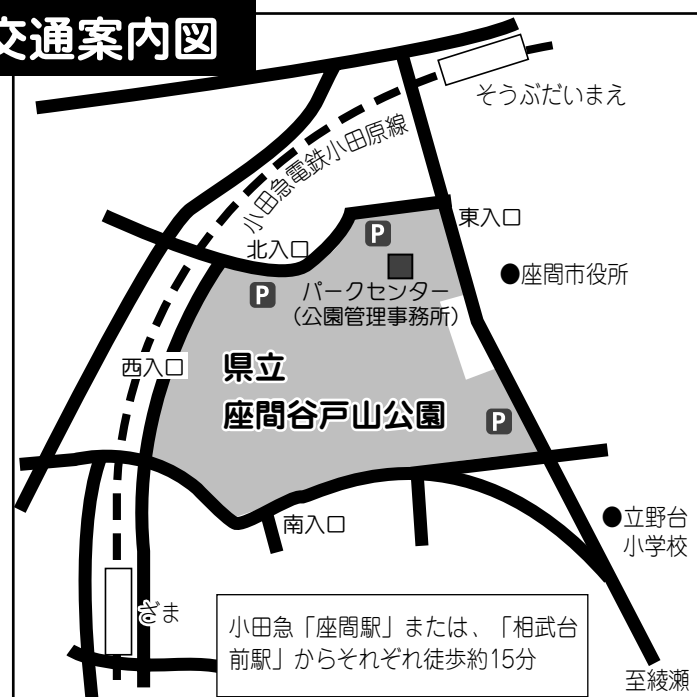 交通案内図
そうぶだいまえ
小田急電鉄小田原線
東入口
P
北入口
座間市役所
P
パークセンター
（公園管理事務所）
西入口
県立
座間谷戸山公園
P
南入口
立野台
小学校
ざま
小田急「座間駅」または、「相武台
前駅」からそれぞれ徒歩約15分
至綾瀬